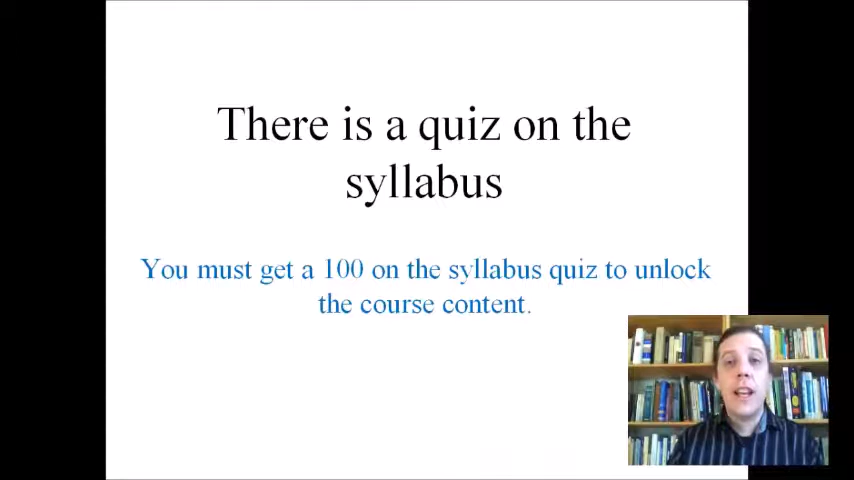 There is a quiz on the
syllabus
You must get a 100 on the syllabus quiz to unlock
the course content.